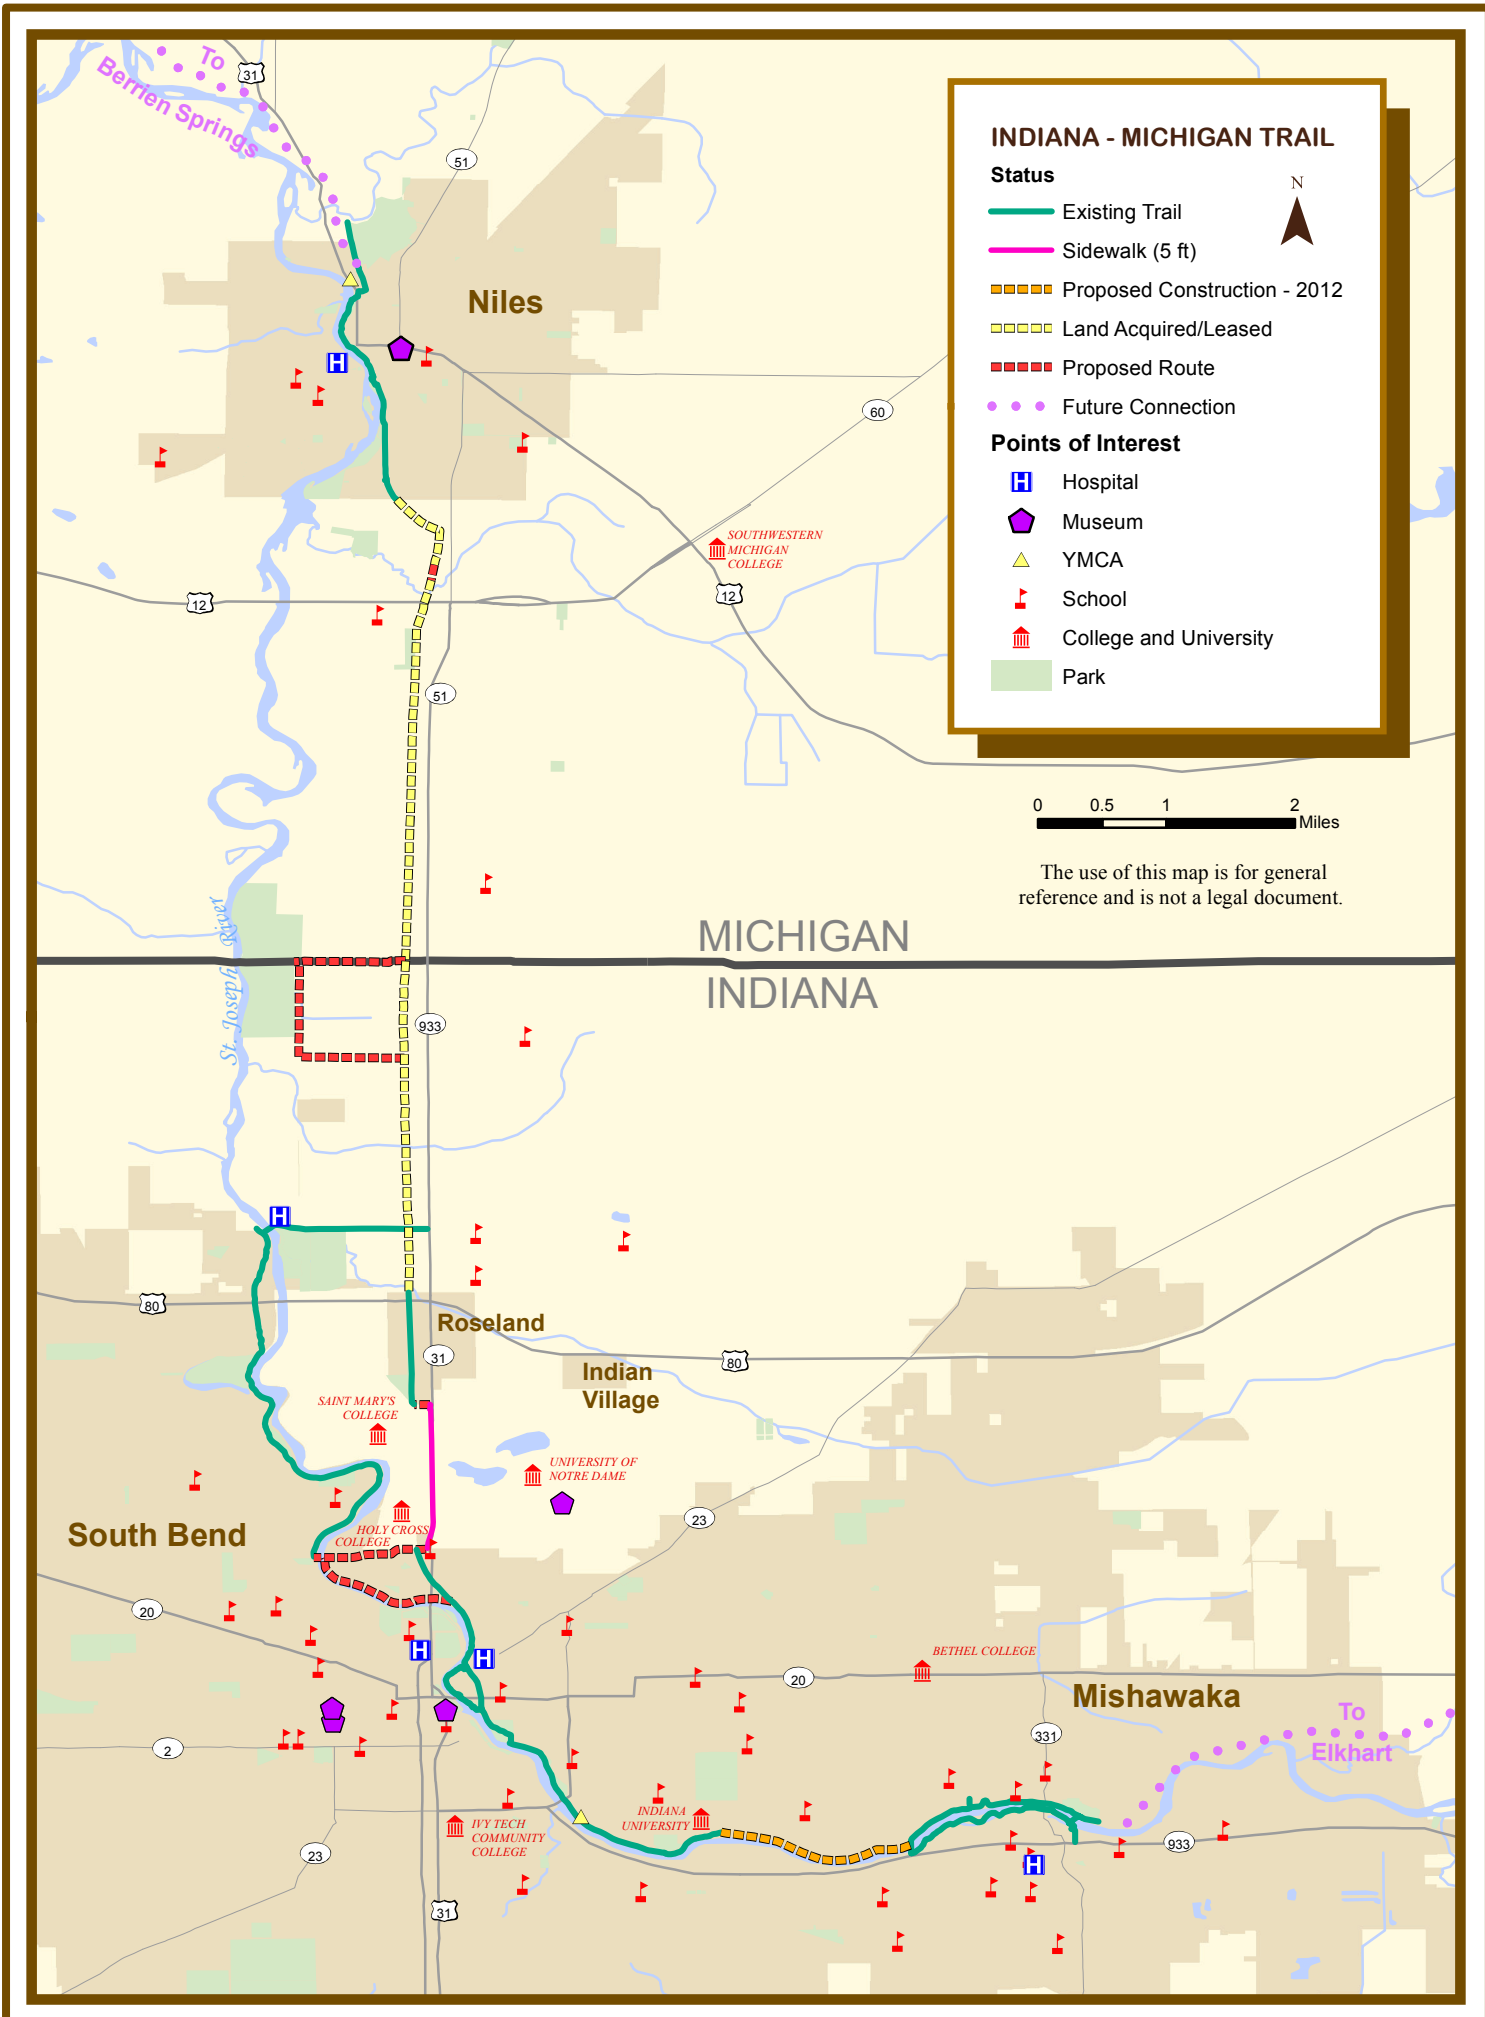 To
Berrien Springs
31
51
INDIANA - MICHIGAN TRAIL
Status
N
Existing Trail
Sidewalk (5 ft)
Proposed Construction - 2012
Land Acquired/Leased
Proposed Route
Future Connection
Points of Interest
H Hospital
Museum
YMCA
School
College and University
Park
Niles
H
60
SOUTHWESTERN
MICHIGAN
COLLEGE
12
12
51
0 0.5 1 2
Miles
The use of this map is for general
reference and is not a legal document.
St. Joseph River
MICHIGAN
INDIANA
933
H
80
Roseland
31
80
Indian
Village
SAINT MARY'S
COLLEGE
UNIVERSITY OF
NOTRE DAME
South Bend
HOLY CROSS
COLLEGE
23
20
H
H
BETHEL COLLEGE
20
Mishawaka
To
Elkhart
331
2
INDIANA
UNIVERSITY
IVY TECH
COMMUNITY
COLLEGE
933
23
H
31